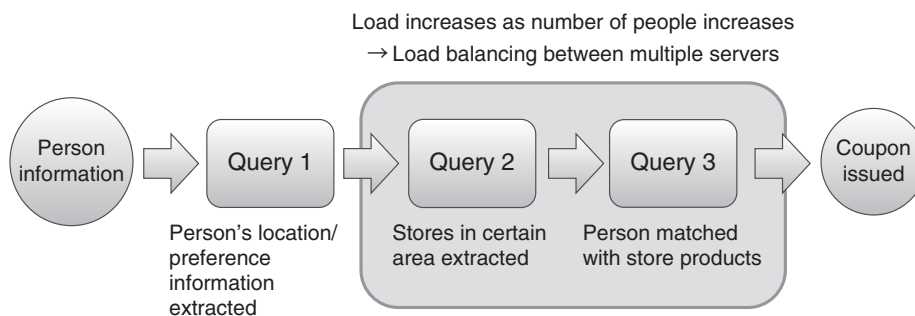 Load increases as number of people increases
→ Load balancing between multiple servers
Person
information
Query 1
Query 2
Query 3
Coupon
issued
Person's location/
preference
information
extracted
Stores in certain
area extracted
Person matched
with store products